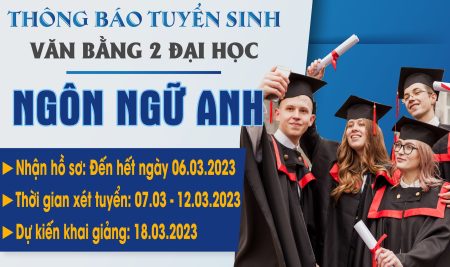 THÔNG BÁO TUYỂN SINH
VĂN BẰNG 2 ĐẠI HỌC
NGÔN NGỮ ANH
Nhận hồ sơ: Đến hết ngày 06.03.2023
Thời gian xét tuyển: 07.03 - 12.03.2023
Dự kiến khai giảng: 18.03.2023